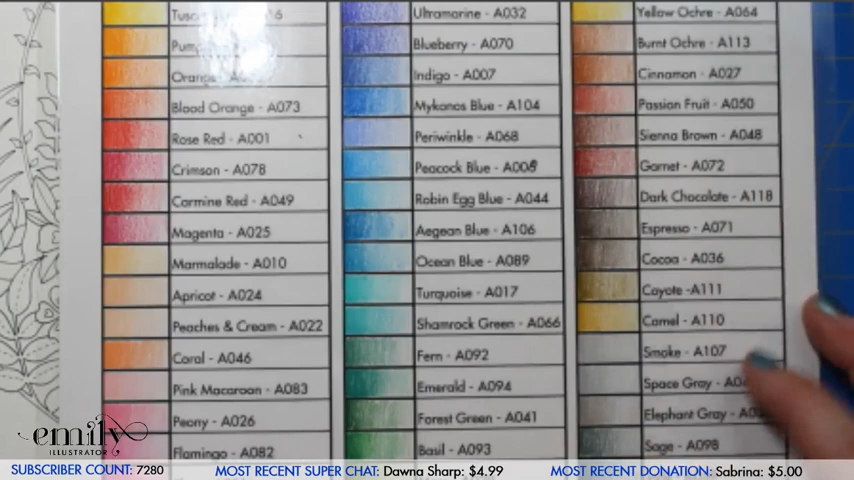 Ultramarine - A032
Blueberry - A070
Orange
Indigo - A007
Blood Orange - A073
Mykonos Blue - A104
Rose Red - A001
Periwinkle - A068
Crimson - A078
Peacock Blue - A006
Carmine Red - A049
Robin Egg Blue - A044
Magenta - A025
Aegean Blue - A106
Marmalade - A010
Ocean Blue - A089
Apricot - A024
Turquoise - A017
Peaches & Cream - A022
Shamrock Green - A066
Coral - A046
Fern - A092
Pink Macaroon - A083
Emerald - A094
Peony - A026
Forest Green - A041
Flamingo - A082
Basil - A093
Yellow Ochre - A064
Burnt Ochre - A113
Cinnamon - A027
Passion Fruit - A050
Sienna Brown - A048
Garnet - A072
Dark Chocolate - A118
Espresso - A071
Cocoa - A036
Coyote -A111
Camel - A110
Smoke - A107
Space Gray -
Elephant Gray -
Sage - A098
emily
ILLUSTRATOR
SUBSCRIBER COUNT: 7280
MOST RECENT SUPER CHAT: Dawna Sharp: $4.99
MOST RECENT DONATION: Sabrina: $5.00